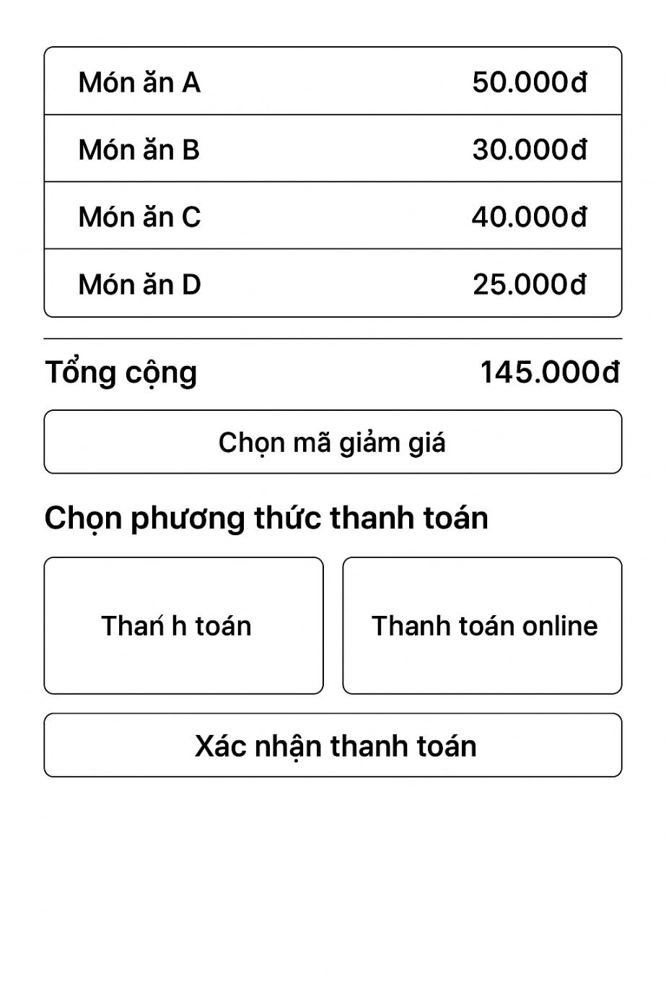 Món ăn A 50.000đ
Món ăn B 30.000đ
Món ăn C 40.000đ
Món ăn D 25.000đ
Tổng cộng 145.000đ
Chọn mã giảm giá
Chọn phương thức thanh toán
Thań h toán
Thanh toán online
Xác nhận thanh toán